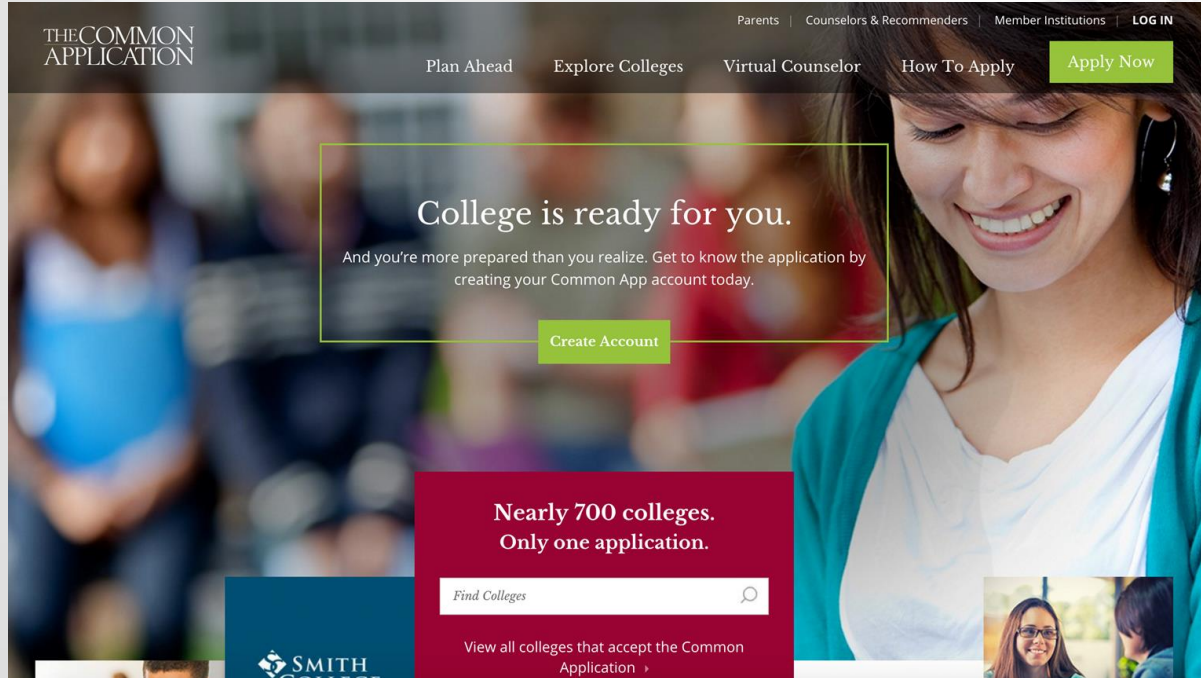 Parents | Counselors & Recommenders | Member Institutions | LOG IN
THE COMMON
APPLICATION
Plan Ahead Explore Colleges Virtual Counselor How To Apply Apply Now
College is ready for you.
And you're more prepared than you realize. Get to know the application by
creating your Common App account today.
Create Account
Nearly 700 colleges.
Only one application.
Find Colleges
View all colleges that accept the Common
Application
SMITH
COLLEGE